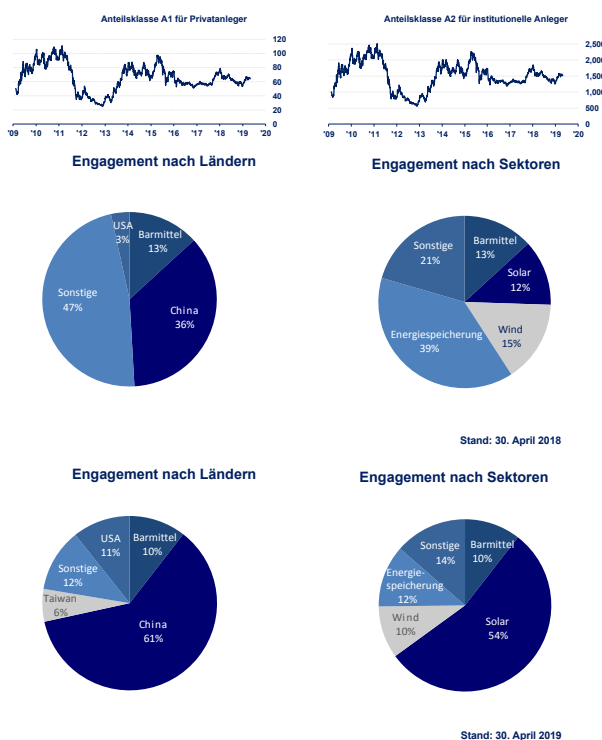 Anteilsklasse A1 für Privatanleger
120
100
80
60
40
20
'09 '10 '11 '12 '13 '14 '15 '16 '17 '18 '19 '20
Anteilsklasse A2 für institutionelle Anleger
2,500
2,000
1,500
1,000
500
0
'09 '10 '11 '12 '13 '14 '15 '16 '17 '18 '19 '20
Engagement nach Ländern
USA
3%
Barmittel
13%
Sonstige
47%
China
36%
Engagement nach Sektoren
Sonstige
21%
Barmittel
13%
Solar
12%
Wind
15%
Energiespeicherung
39%
Stand: 30. April 2018
Engagement nach Ländern
USA
11%
Barmittel
10%
Sonstige
12%
Taiwan
6%
China
61%
Engagement nach Sektoren
Sonstige
14%
Barmittel
10%
Energie-
speicherung
12%
Wind
10%
Solar
54%
Stand: 30. April 2019